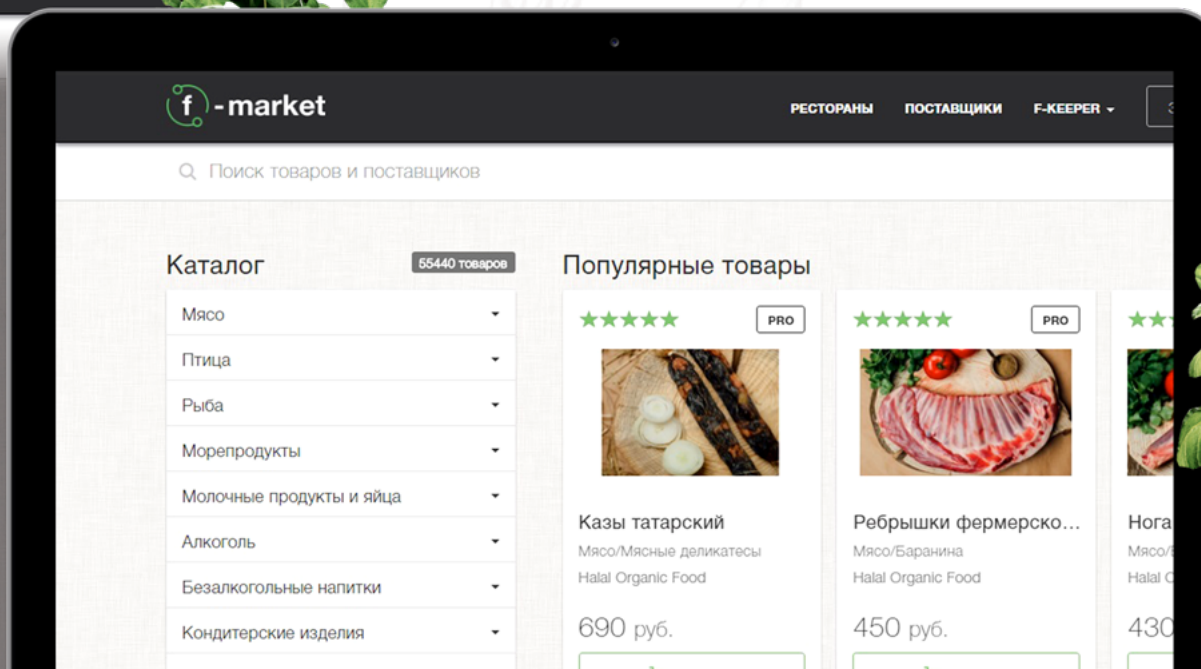 f - market
РЕСТОРАНЫ ПОСТАВЩИКИ F-KEEPER
Поиск товаров и поставщиков
Каталог
55440 товаров
Мясо
Птица
Рыба
Морепродукты
Молочные продукты и яйца
Алкоголь
Безалкогольные напитки
Кондитерские изделия
Популярные товары
PRO
Казы татарский
Мясо/Мясные деликатесы
Halal Organic Food
690 руб.
PRO
Ребрышки фермерско...
Мясо/Баранина
Halal Organic Food
450 руб.
Нога
Мясо/
Halal
430